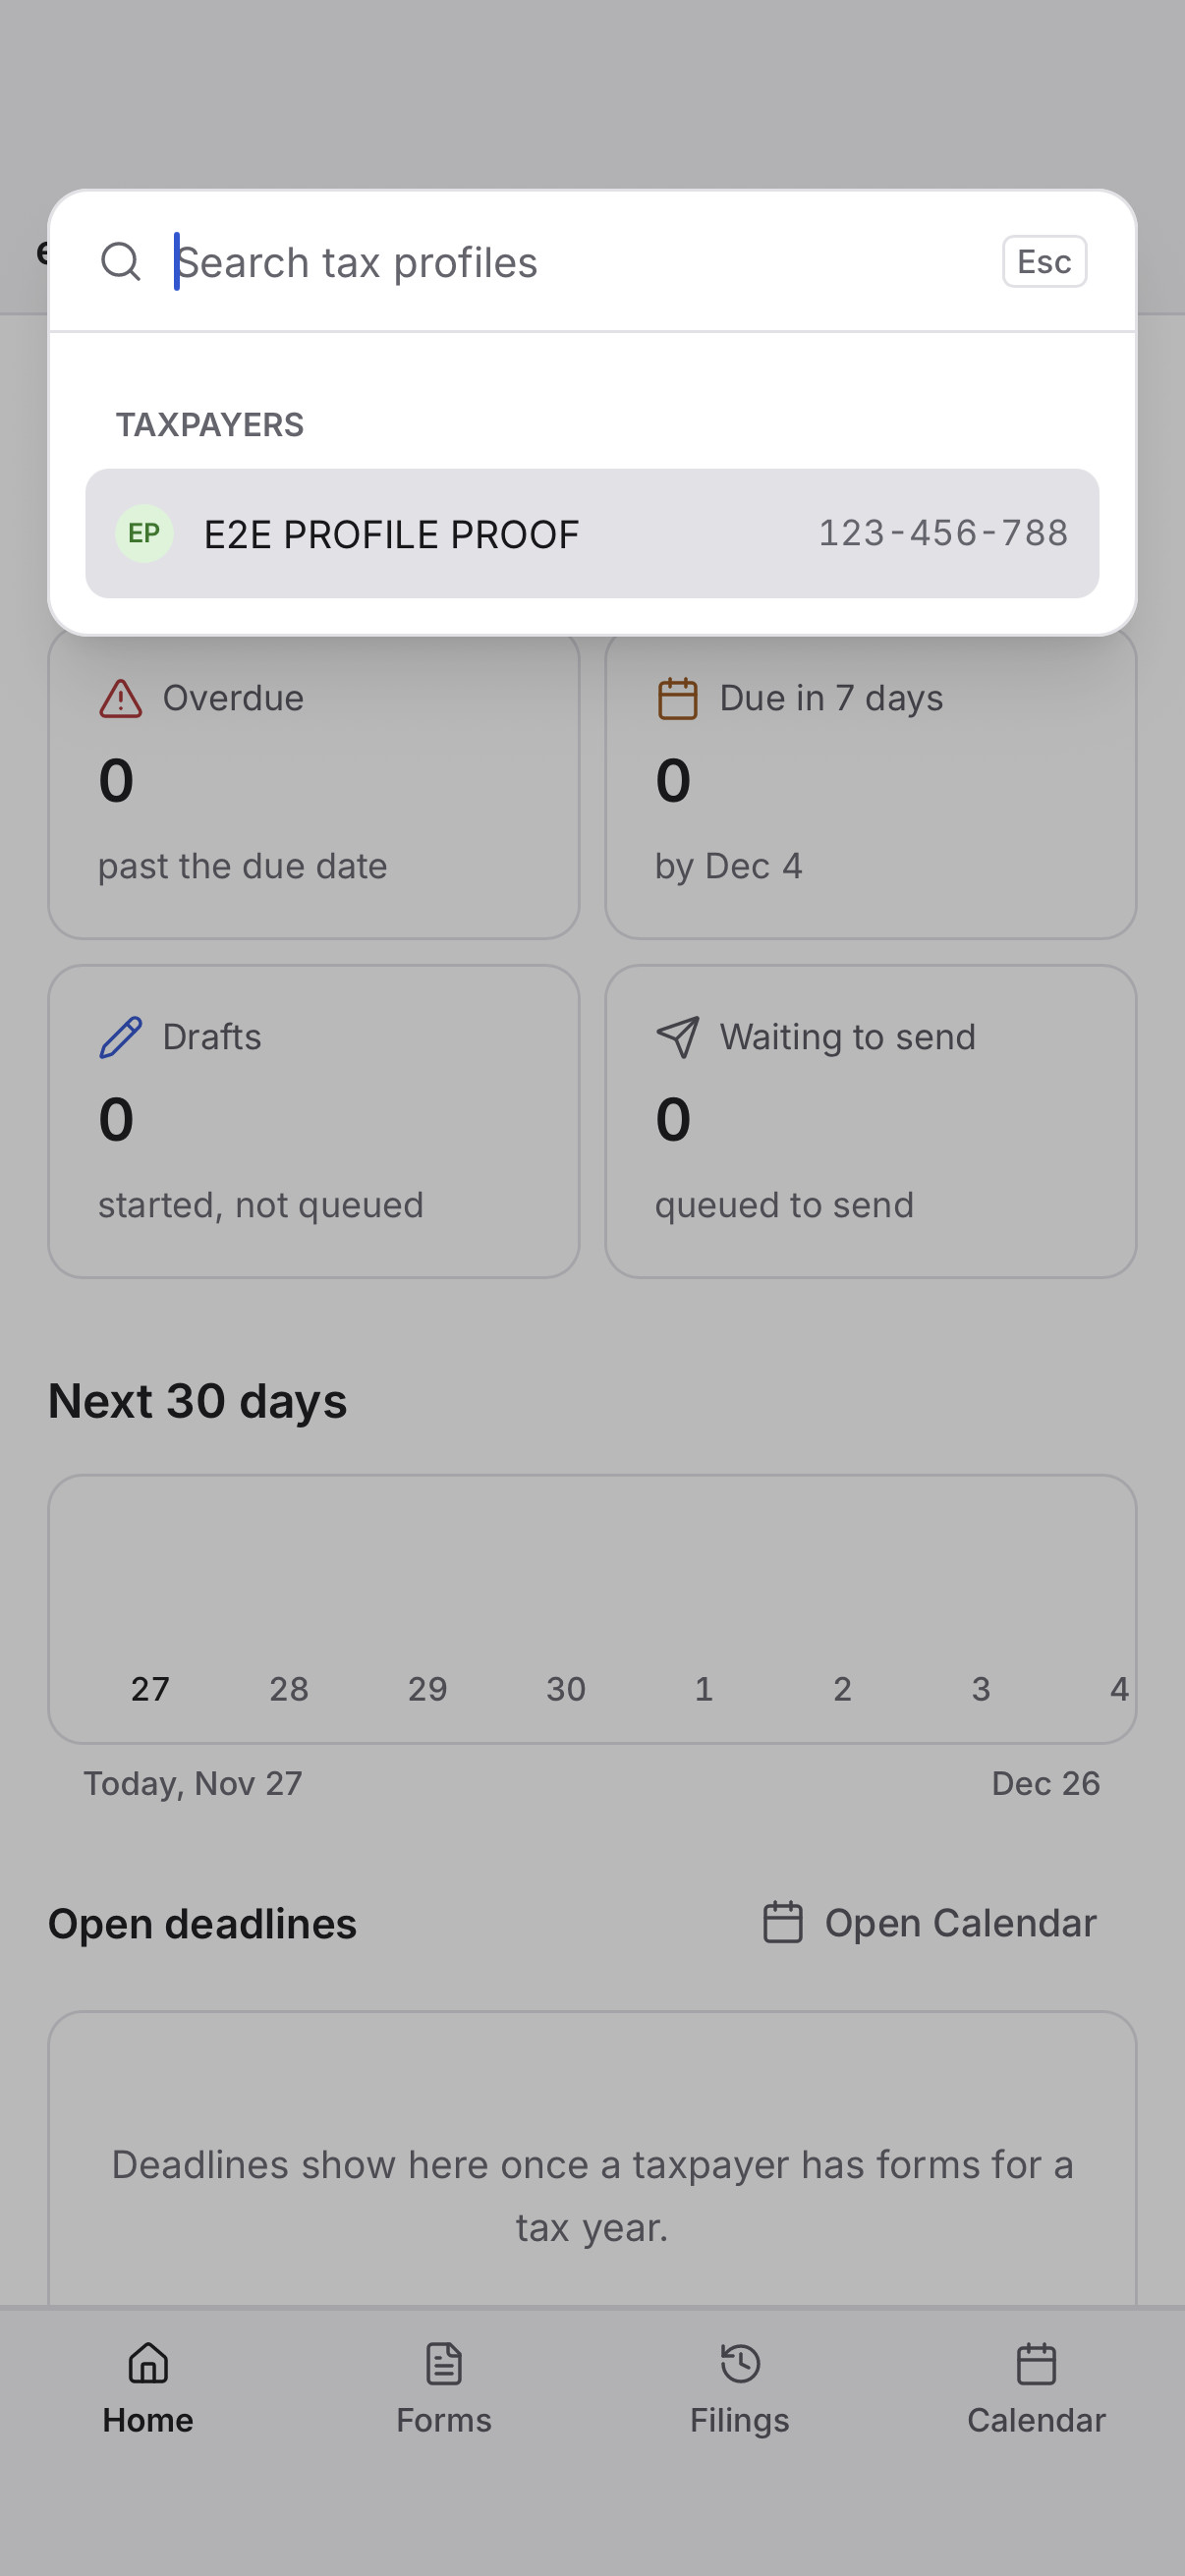 Search tax profiles
Esc
TAXPAYERS
EP
E2E PROFILE PROOF
123-456-788
Overdue
0
past the due date
Due in 7 days
0
by Dec 4
Drafts
0
started, not queued
Waiting to send
0
queued to send
Next 30 days
27 28 29 30 1 2 3 4
Today, Nov 27
Dec 26
Open deadlines
Open Calendar
Deadlines show here once a taxpayer has forms for a
tax year.
Home
Forms
Filings
Calendar